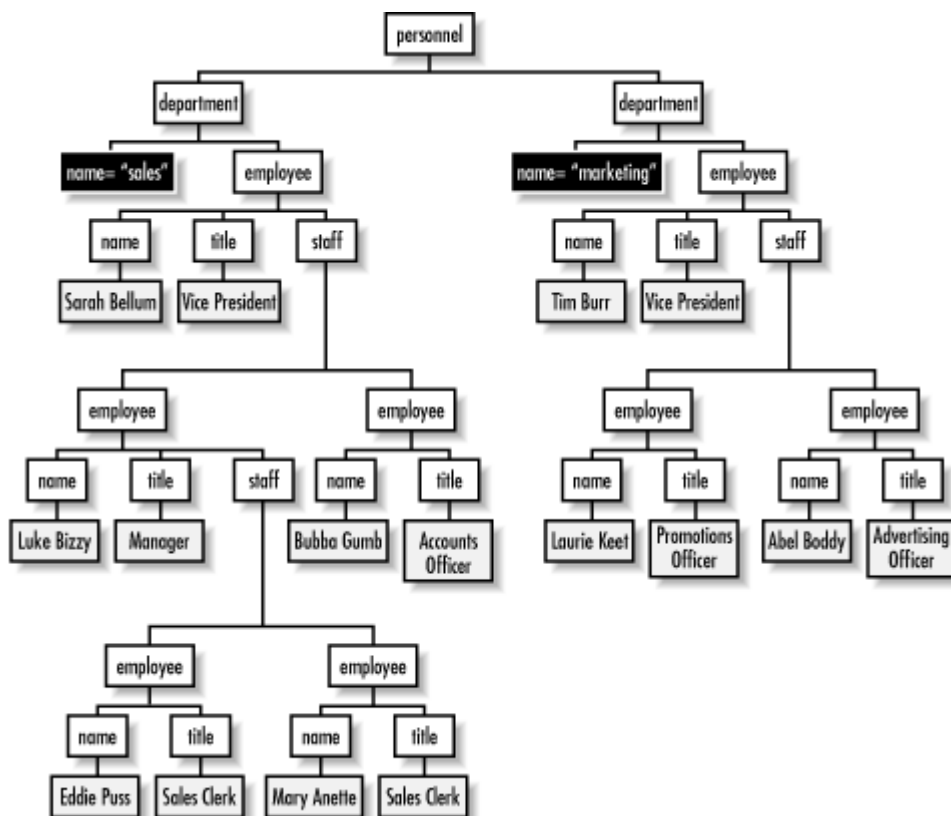 personnel
department
department
name= “sales”
employee
name= “marketing”
employee
name
title
staff
name
title
staff
Sarah Bellum
Vice President
Tim Burr
Vice President
employee
employee
employee
employee
name
title
staff
name
title
name
title
name
title
Luke Bizzy
Manager
Bubba Gumb
Accounts
Officer
Laurie Keet
Promotions
Officer
Abel Boddy
Advertising
Officer
employee
employee
name
title
name
title
Eddie Puss
Sales Clerk
Mary Anette
Sales Clerk